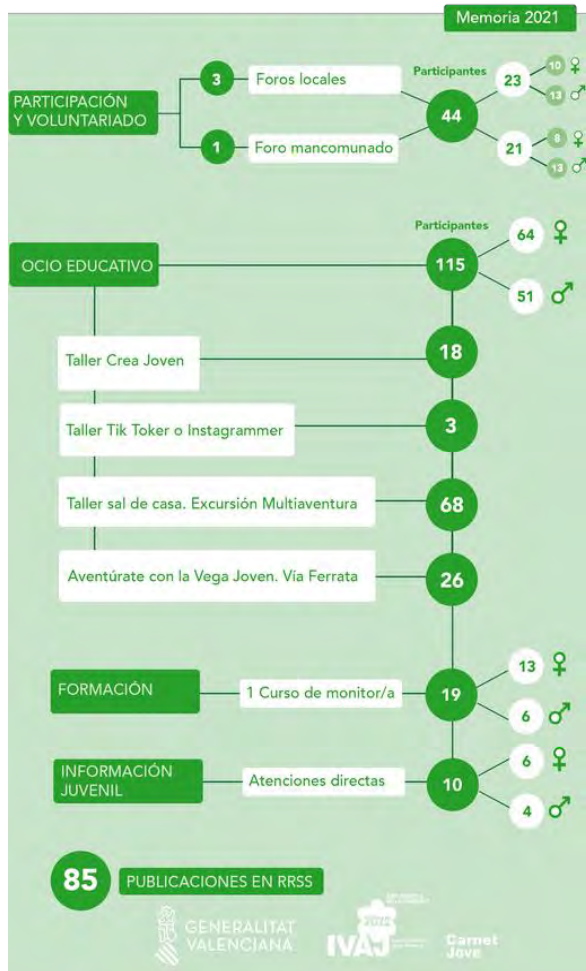 Memoria 2021
PARTICIPACIÓN
Y VOLUNTARIADO
3
Foros locales
1
Foro mancomunado
Participantes
44
23
10 ♀
13 ♂
21
8 ♀
13 ♂
OCIO EDUCATIVO
Participantes
115
64 ♀
51 ♂
Taller Crea Joven
18
Taller Tik Toker o Instagrammer
3
Taller sal de casa. Excursión Multiaventura
68
Aventúrate con la Vega Joven. Vía Ferrata
26
FORMACIÓN
1 Curso de monitor/a
19
13 ♀
6 ♂
INFORMACIÓN
JUVENIL
Atenciones directas
10
6 ♀
4 ♂
85
PUBLICACIONES EN RRSS
GENERALITAT
VALENCIANA
IVAJ
Carnet
Jove